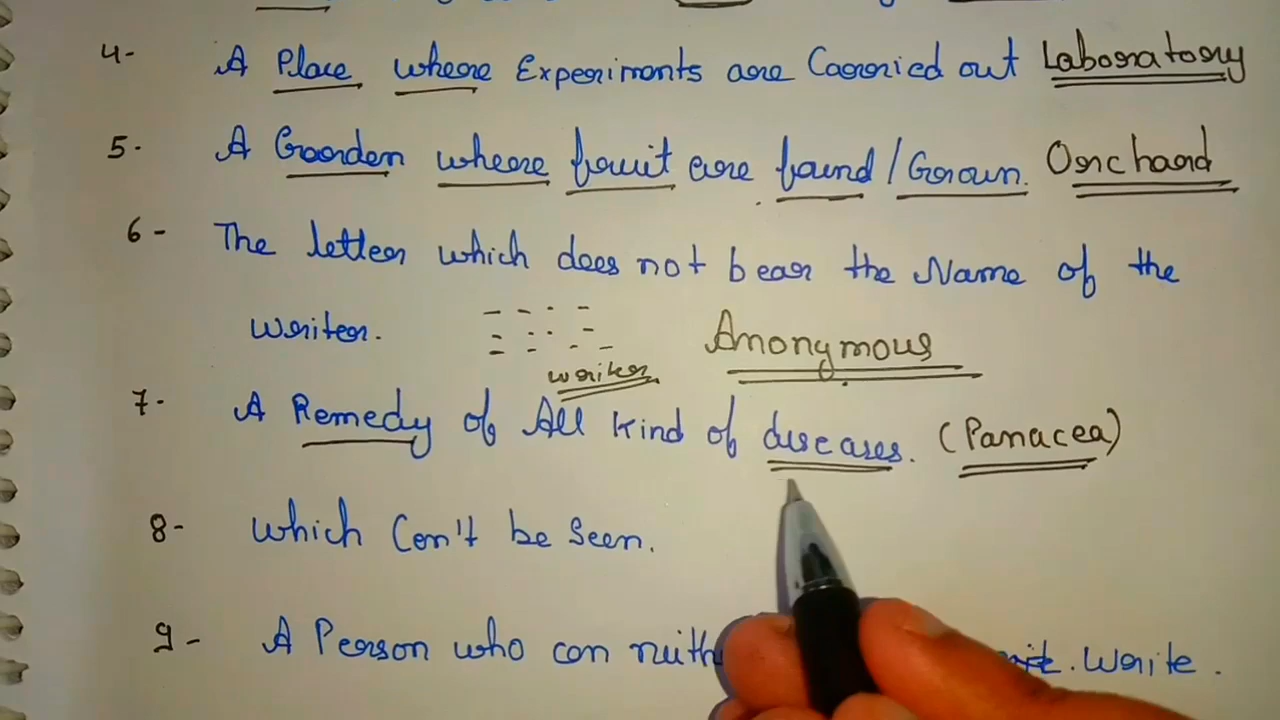 4- A Place where Experiments are Carried out Laboratory
5. A Garden where fruit are found / Grown. Orchard
6- The letter which does not bear the Name of the
writer. Anonymous
writer
7- A Remedy of All kind of diseases. (Panacea)
8- Which Can't be Seen.
9- A Person who can neith Write.